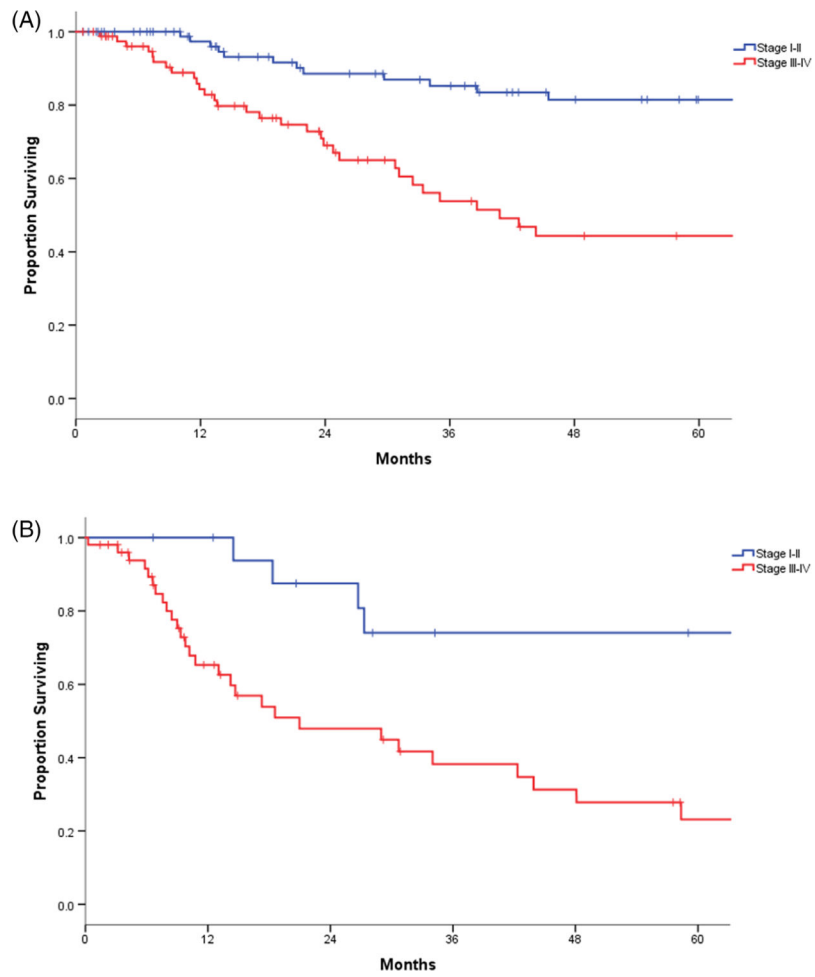 (A)
1.0
0.8
0.6
0.4
0.2
0.0
Proportion Surviving
0 12 24 36 48 60
Months
Stage I-II
Stage III-IV
(B)
1.0
0.8
0.6
0.4
0.2
0.0
Proportion Surviving
0 12 24 36 48 60
Months
Stage I-II
Stage III-IV